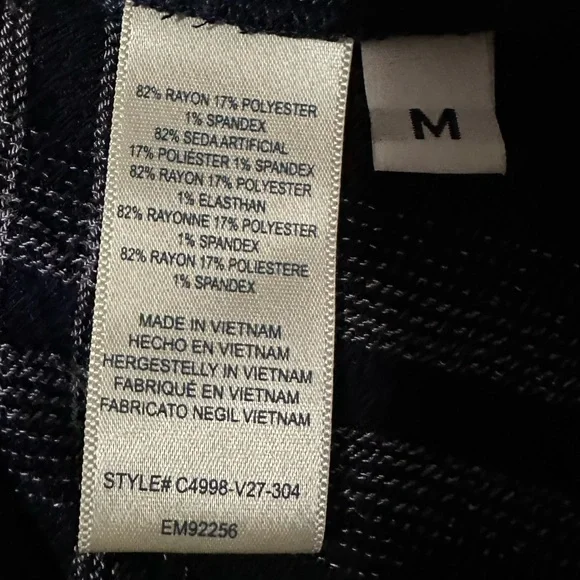 82% RAYON 17% POLYESTER
1% SPANDEX
82% SEDA ARTIFICIAL
17% POLIÉSTER 1% SPANDEX
82% RAYON 17% POLYESTER
1% ELASTHAN
82% RAYONNE 17% POLYESTER
1% SPANDEX
82% RAYON 17% POLIESTERE
1% SPANDEX
MADE IN VIETNAM
HECHO EN VIETNAM
HERGESTELLY IN VIETNAM
FABRIQUÉ EN VIETNAM
FABRICATO NEGIL VIETNAM
STYLE# C4998-V27-304
EM92256
M